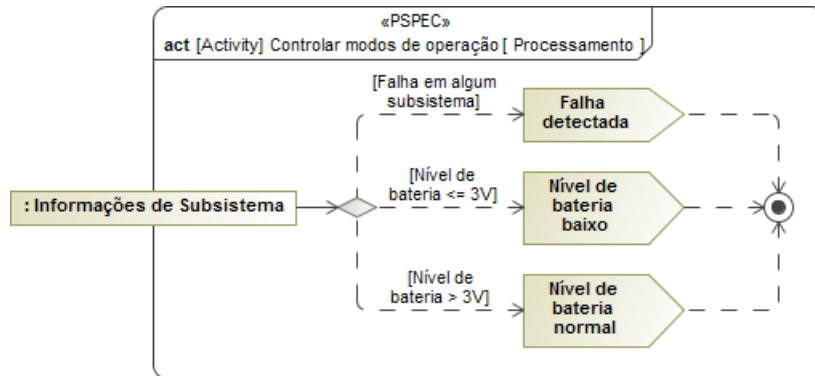 «PSPEC»
act [Activity] Controlar modos de operação [ Processamento ]
[Falha em algum
subsistema]
Falha
detectada
: Informações de Subsistema
[Nível de
bateria <= 3V]
Nível de
bateria
baixo
[Nível de
bateria > 3V]
Nível de
bateria
normal